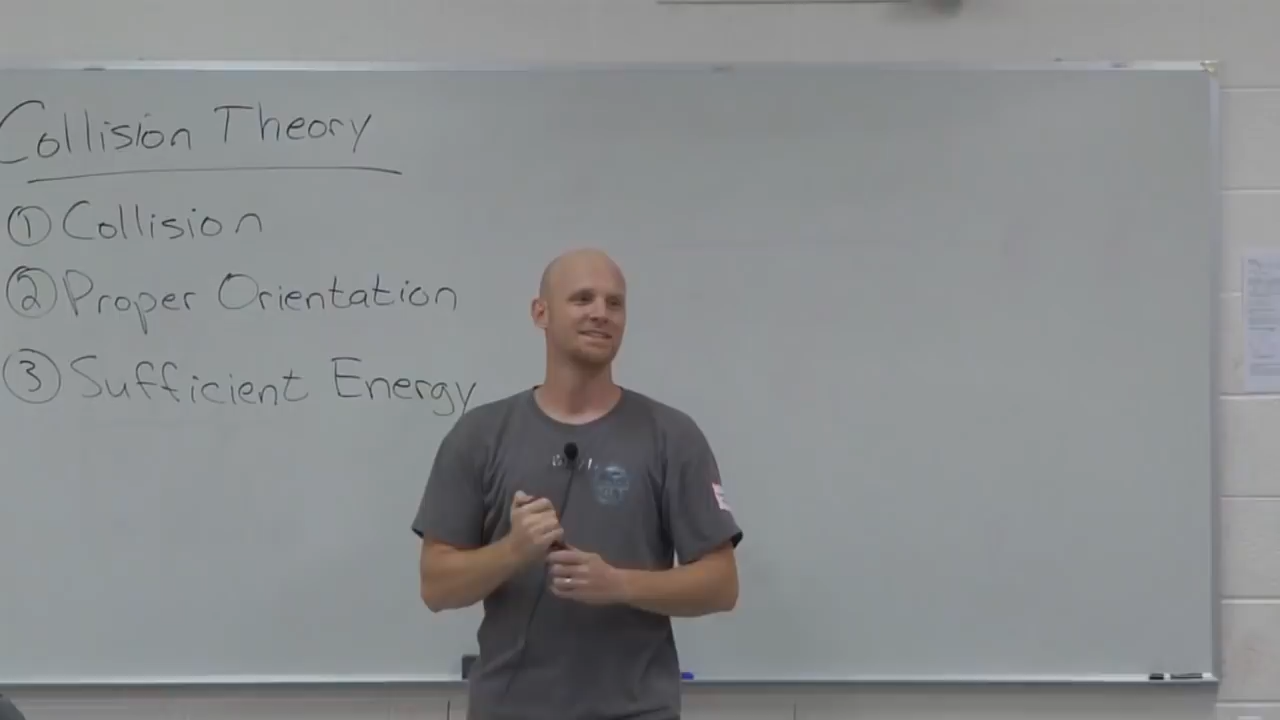 Collision Theory
① Collision
② Proper Orientation
③ Sufficient Energy